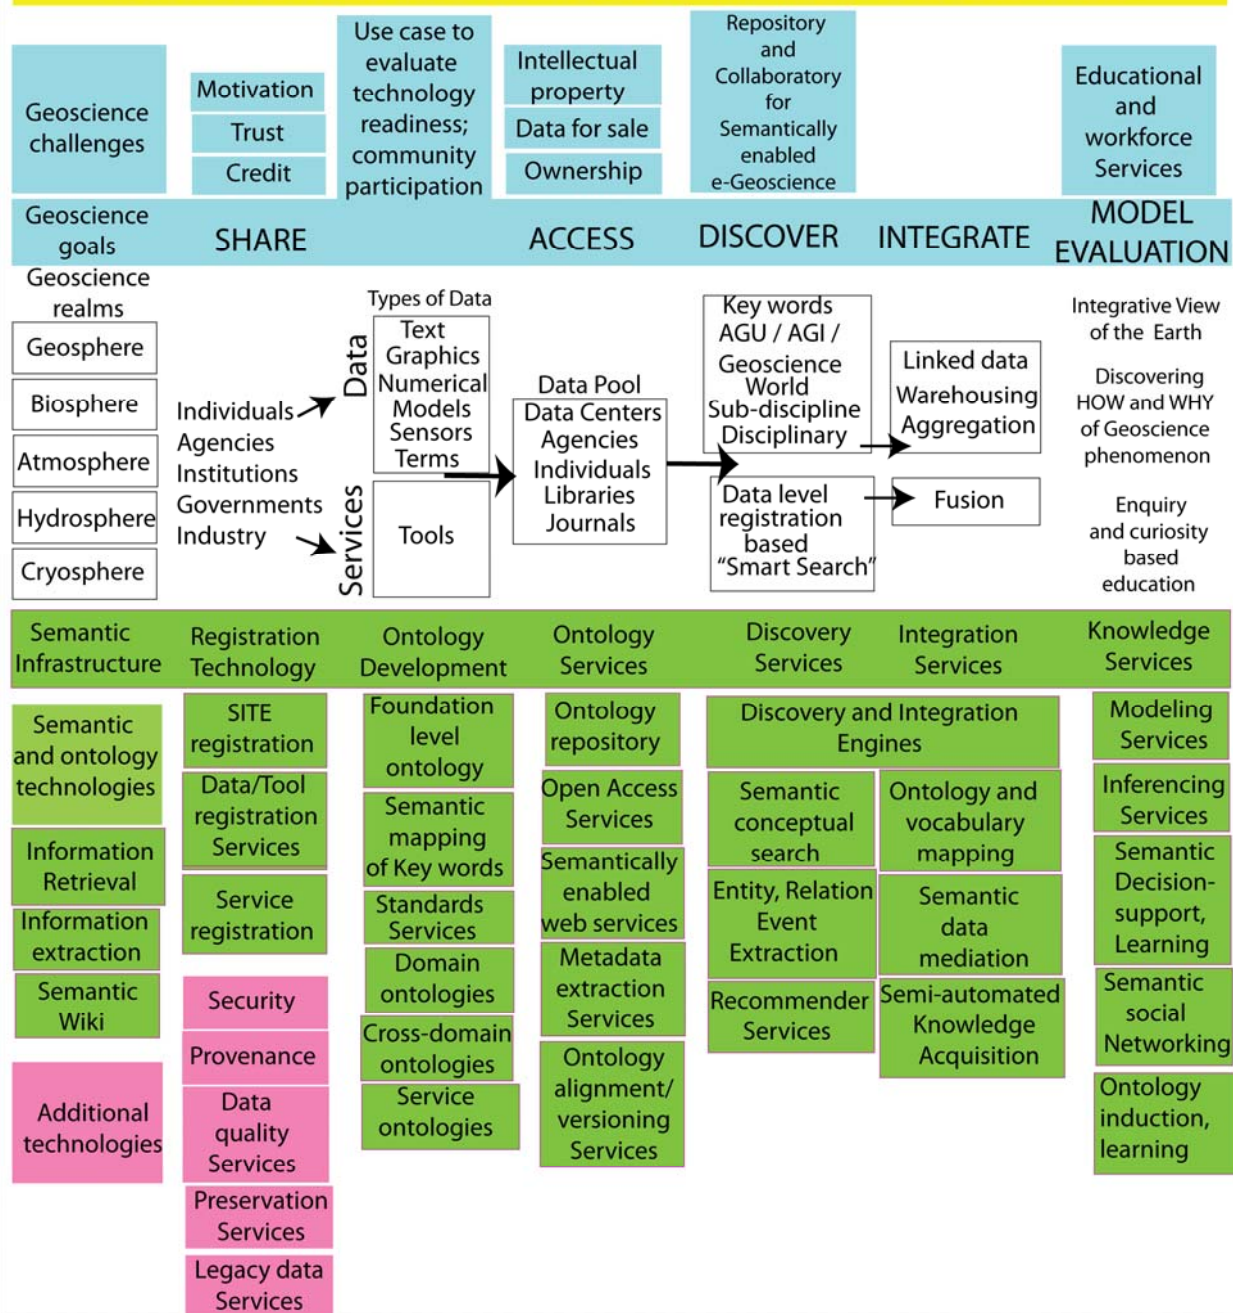 Geoscience
challenges
Motivation
Trust
Credit
Use case to
evaluate
technology
readiness;
community
participation
Intellectual
property
Data for sale
Ownership
Repository
and
Collaboratory
for
Semantically
enabled
e-Geoscience
Educational
and
workforce
Services
Geoscience
goals
SHARE
ACCESS
DISCOVER
INTEGRATE
MODEL
EVALUATION
Geoscience
realms
Geosphere
Biosphere
Atmosphere
Hydrosphere
Cryosphere
Individuals
Agencies
Institutions
Governments
Industry
Types of Data
Data
Text
Graphics
Numerical
Models
Sensors
Terms
Services
Tools
Data Pool
Data Centers
Agencies
Individuals
Libraries
Journals
Key words
AGU / AGI /
Geoscience
World
Sub-discipline
Disciplinary
Data level
registration
based
“Smart Search”
Linked data
Warehousing
Aggregation
Fusion
Integrative View
of the Earth
Discovering
HOW and WHY
of Geoscience
phenomenon
Enquiry
and curiosity
based
education
Semantic
Infrastructure
Registration
Technology
Ontology
Development
Ontology
Services
Discovery
Services
Integration
Services
Knowledge
Services
Semantic
and ontology
technologies
Information
Retrieval
Information
extraction
Semantic
Wiki
Additional
technologies
SITE
registration
Data/Tool
registration
Services
Service
registration
Security
Provenance
Data
quality
Services
Preservation
Services
Legacy data
Services
Foundation
level
ontology
Semantic
mapping
of Key words
Standards
Services
Domain
ontologies
Cross-domain
ontologies
Service
ontologies
Ontology
repository
Open Access
Services
Semantically
enabled
web services
Metadata
extraction
Services
Ontology
alignment/
versioning
Services
Discovery and Integration
Engines
Semantic
conceptual
search
Entity, Relation
Event
Extraction
Recommender
Services
Ontology and
vocabulary
mapping
Semantic
data
mediation
Semi-automated
Knowledge
Acquisition
Modeling
Services
Inferencing
Services
Semantic
Decision-
support,
Learning
Semantic
social
Networking
Ontology
induction,
learning